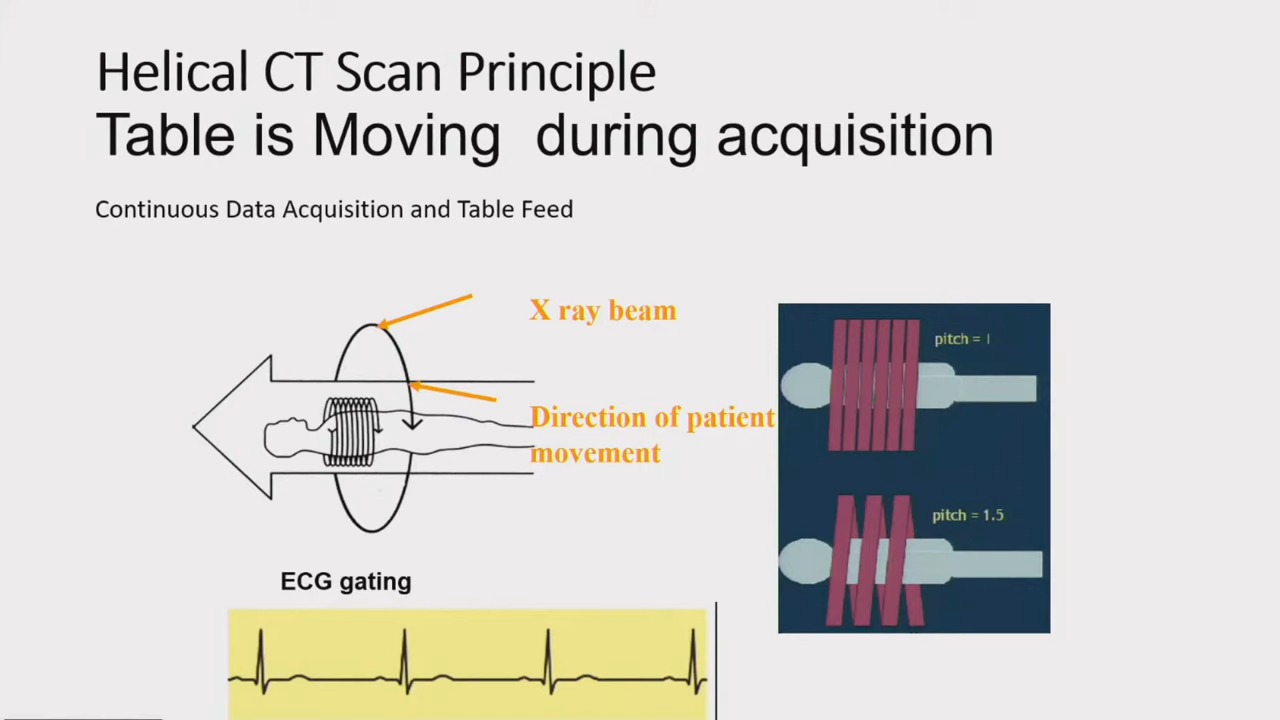 Helical CT Scan Principle
Table is Moving during acquisition
Continuous Data Acquisition and Table Feed
X ray beam
Direction of patient
movement
pitch = 1
pitch = 1.5
ECG gating